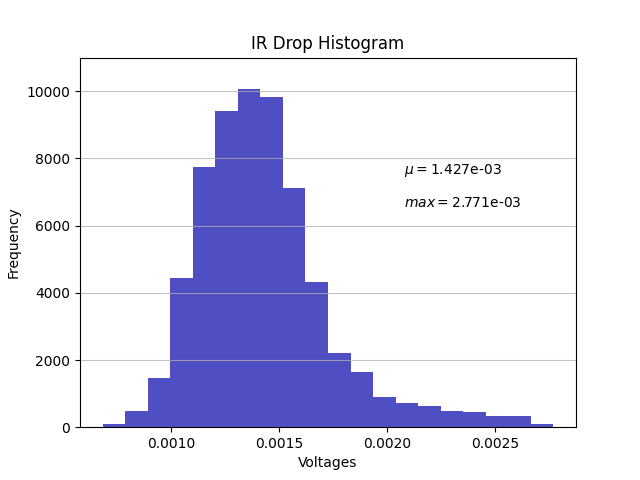 IR Drop Histogram
10000
8000
6000
4000
2000
0
Frequency
μ = 1.427e-03
max = 2.771e-03
0.0010 0.0015 0.0020 0.0025
Voltages